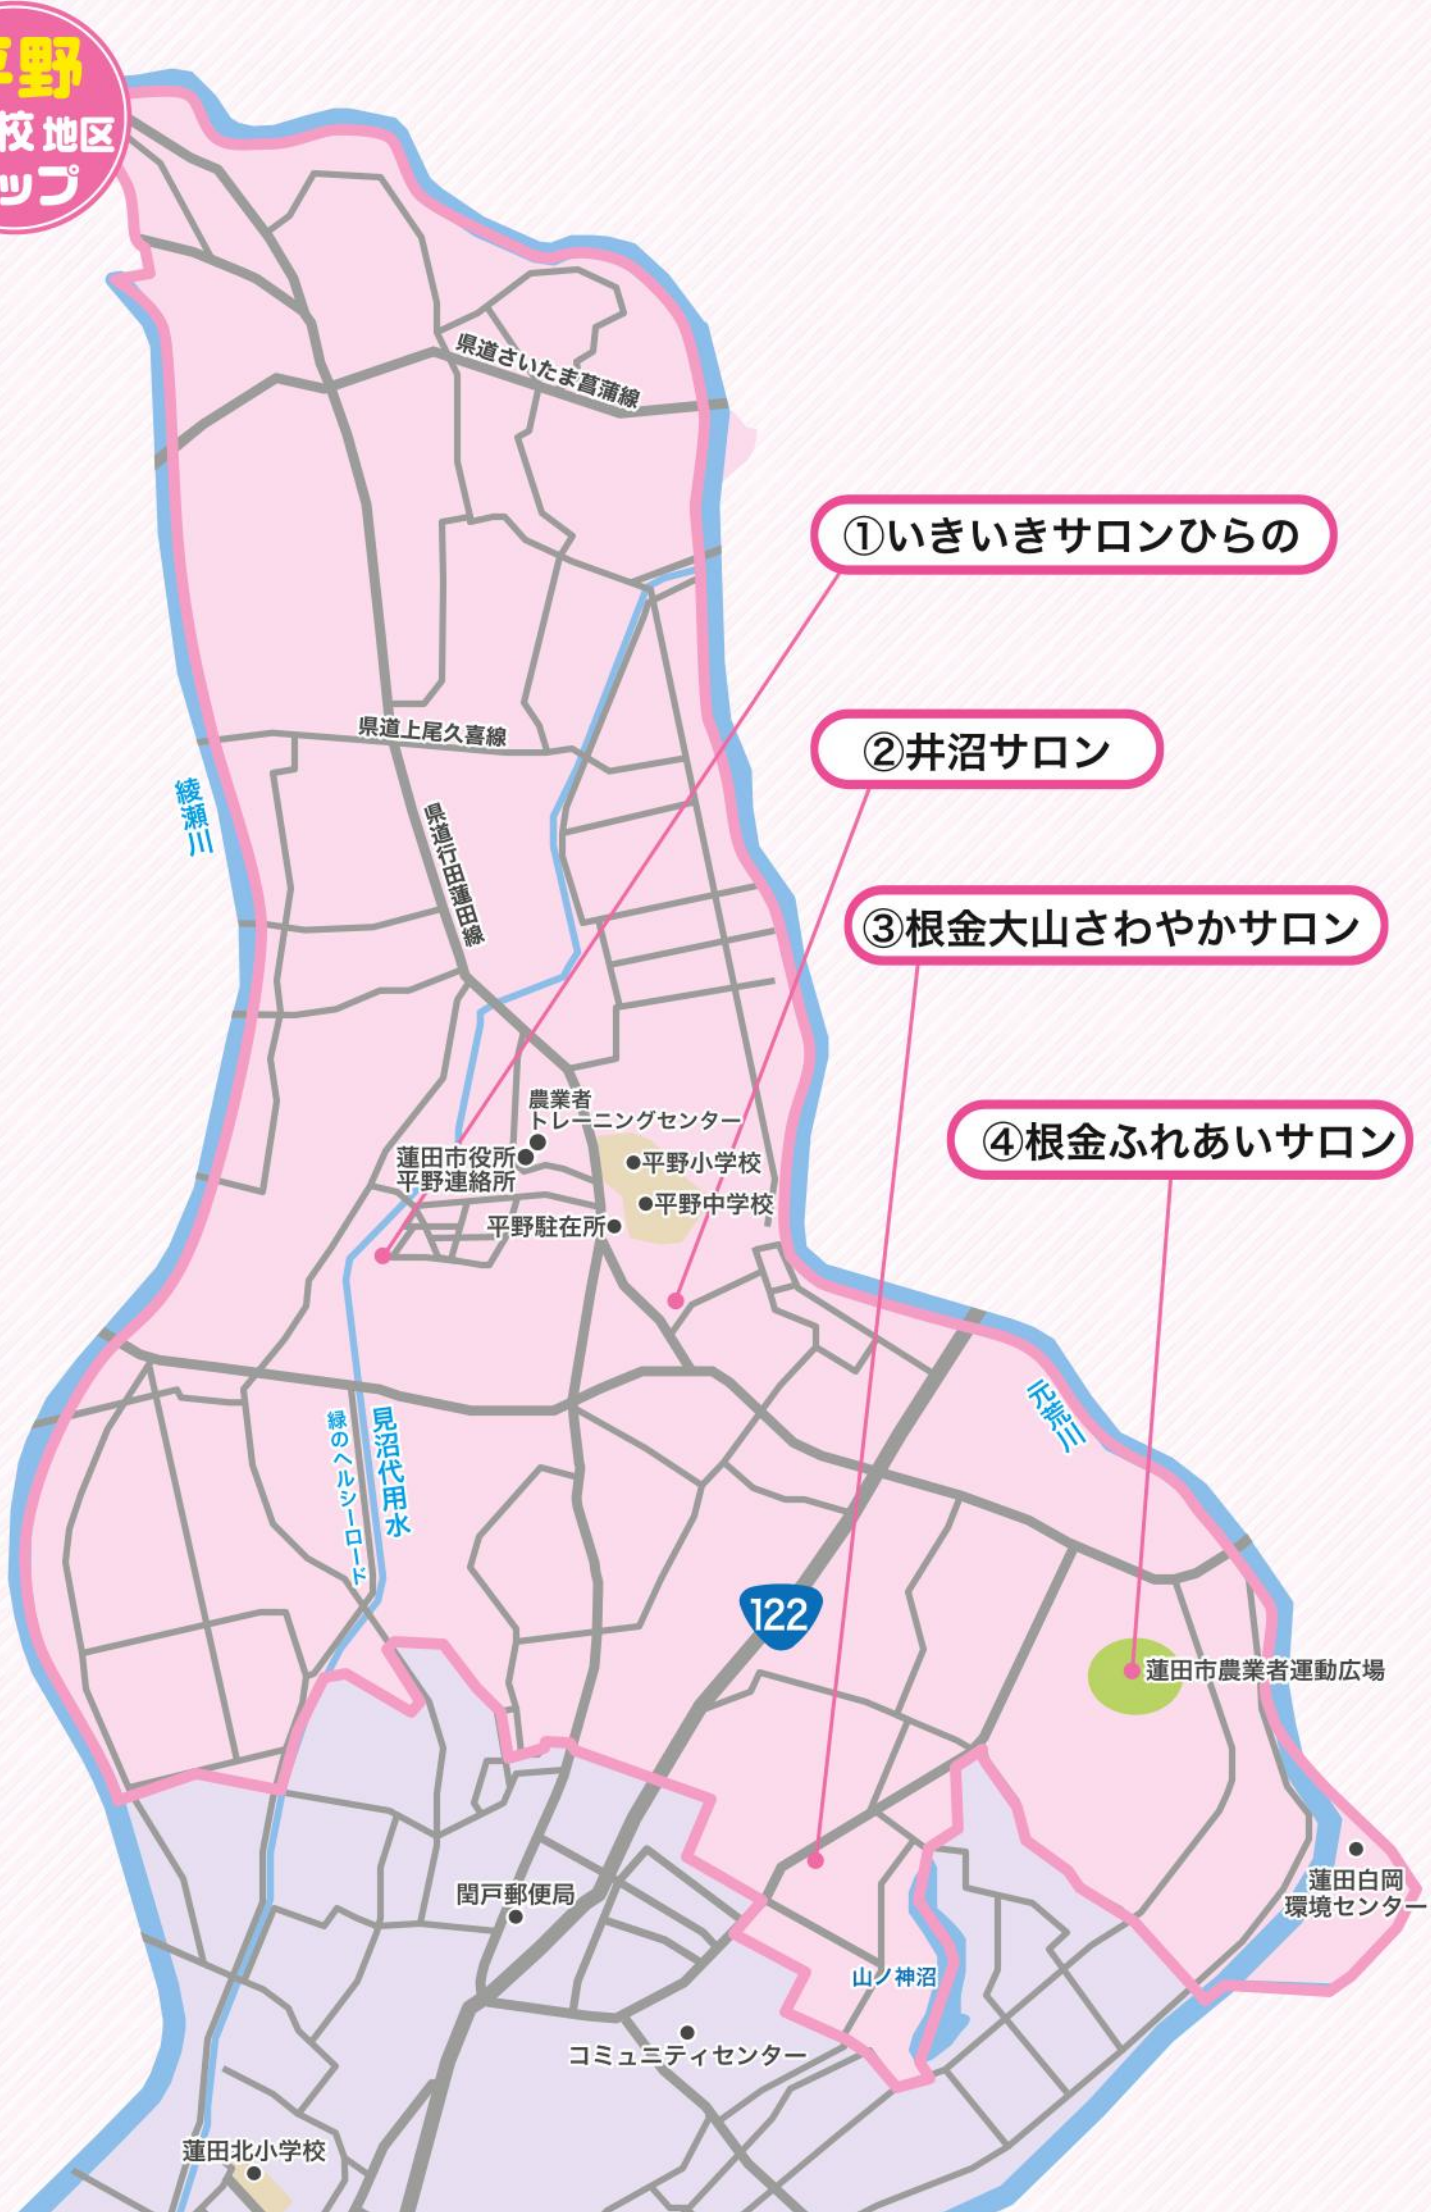 平野
校 地区
ップ
県道さいたま菖蒲線
①いきいきサロンひらの
県道上尾久喜線
②井沼サロン
綾瀬川
県道行田蓮田線
③根金大山さわやかサロン
農業者
トレーニングセンター
④根金ふれあいサロン
蓮田市役所
平野連絡所
平野小学校
平野中学校
平野駐在所
元荒川
見沼代用水
緑のヘルシーロード
122
蓮田市農業者運動広場
蓮田白岡
環境センター
閏戸郵便局
山ノ神沼
コミュニティセンター
蓮田北小学校